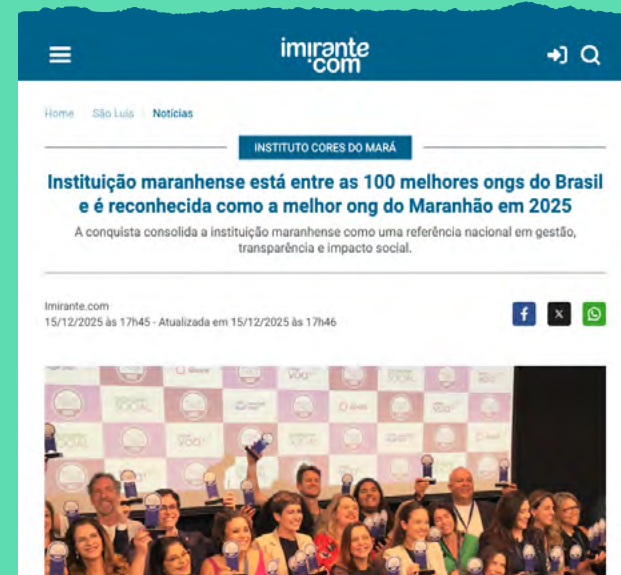 imirante
.com
Home São Luís Notícias
INSTITUTO CORES DO MARÁ
Instituição maranhense está entre as 100 melhores ongs do Brasil
e é reconhecida como a melhor ong do Maranhão em 2025
A conquista consolida a instituição maranhense como uma referência nacional em gestão,
transparência e impacto social.
Imirante.com
15/12/2025 às 17h45 - Atualizada em 15/12/2025 às 17h46